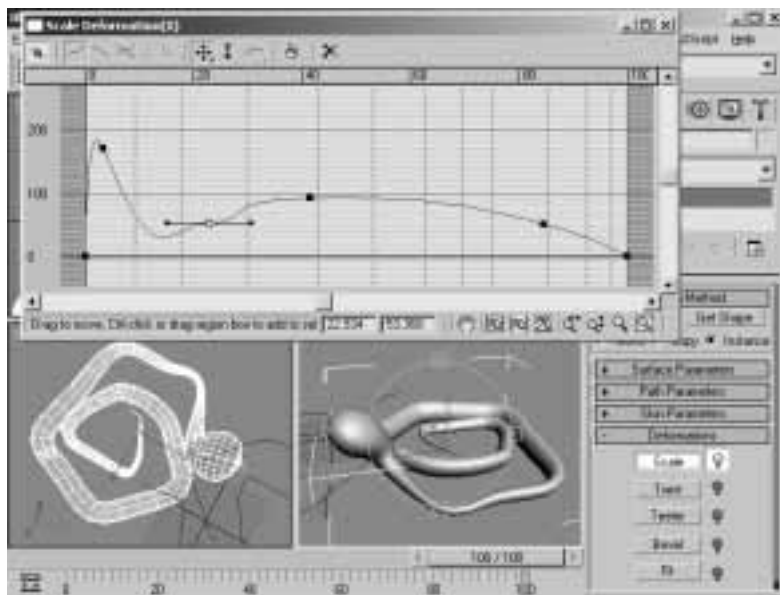 Scale Deformation(X)
Help
0 20 40 80 100
200
100
0
Drag to move. Ctrl-click or drag region box to add to sel
Method
Get Shape
Copy Instance
+ Surface Parameters
+ Path Parameters
+ Skin Parameters
- Deformations
Scale
Twist
Teeter
Bevel
Fit
100 / 100
0 20 40 60 80 100